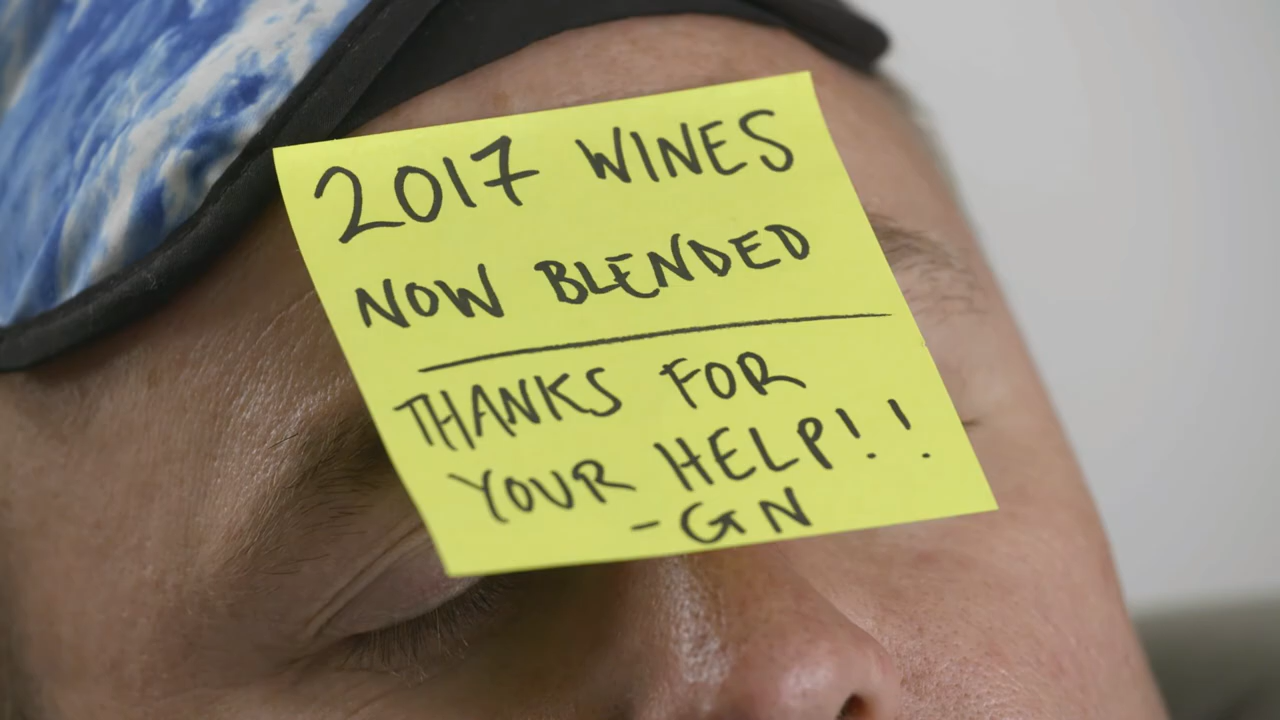 2017 WINES
NOW BLENDED
THANKS FOR
YOUR HELP!!
-GN